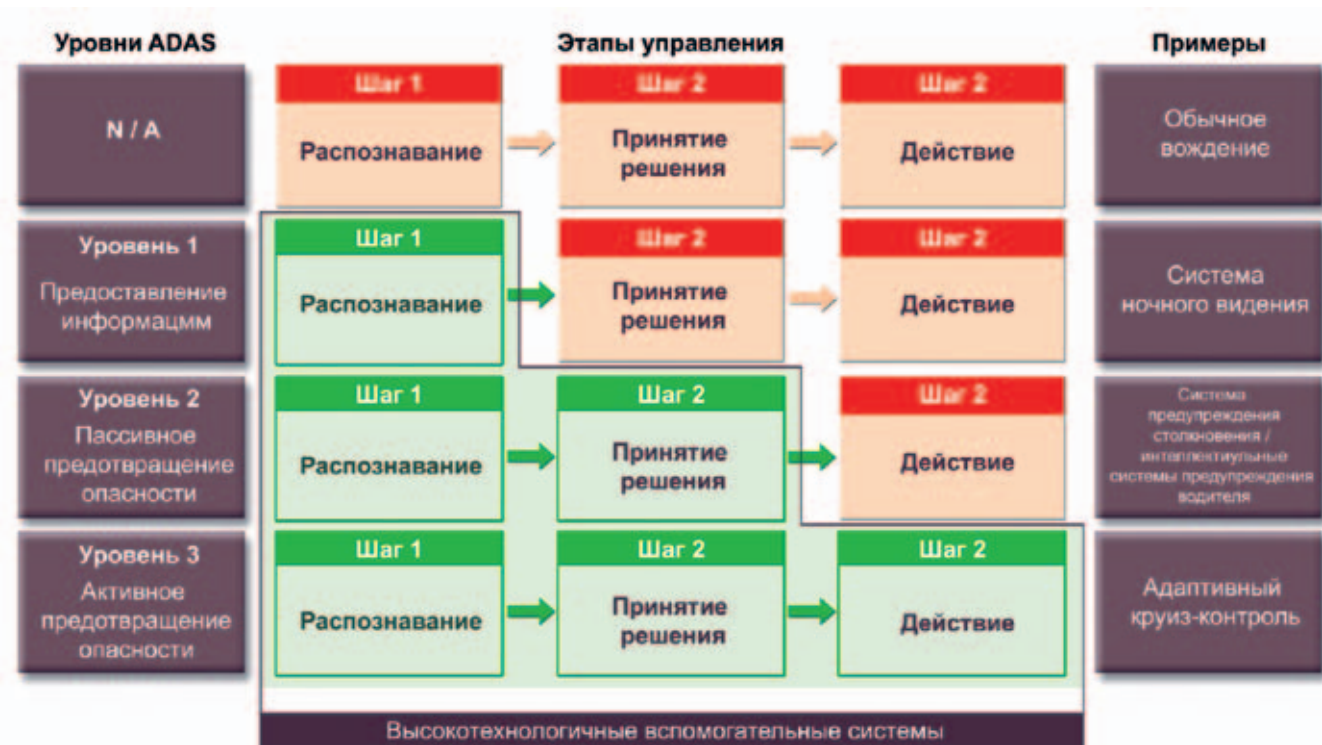 Уровни ADAS
Этапы управления
Примеры
N / A
Шаг 1
Распознавание
Шаг 2
Принятие
решения
Шаг 2
Действие
Обычное
вождение
Уровень 1
Предоставление
информацмм
Шаг 1
Распознавание
Шаг 2
Принятие
решения
Шаг 2
Действие
Система
ночного видения
Уровень 2
Пассивное
предотвращение
опасности
Шаг 1
Распознавание
Шаг 2
Принятие
решения
Шаг 2
Действие
Система
предупреждения
столкновения /
интеллектиульные
системы предупреждения
водителя
Уровень 3
Активное
предотвращение
опасности
Шаг 1
Распознавание
Шаг 2
Принятие
решения
Шаг 2
Действие
Адаптивный
круиз-контроль
Высокотехнологичные вспомогательные системы